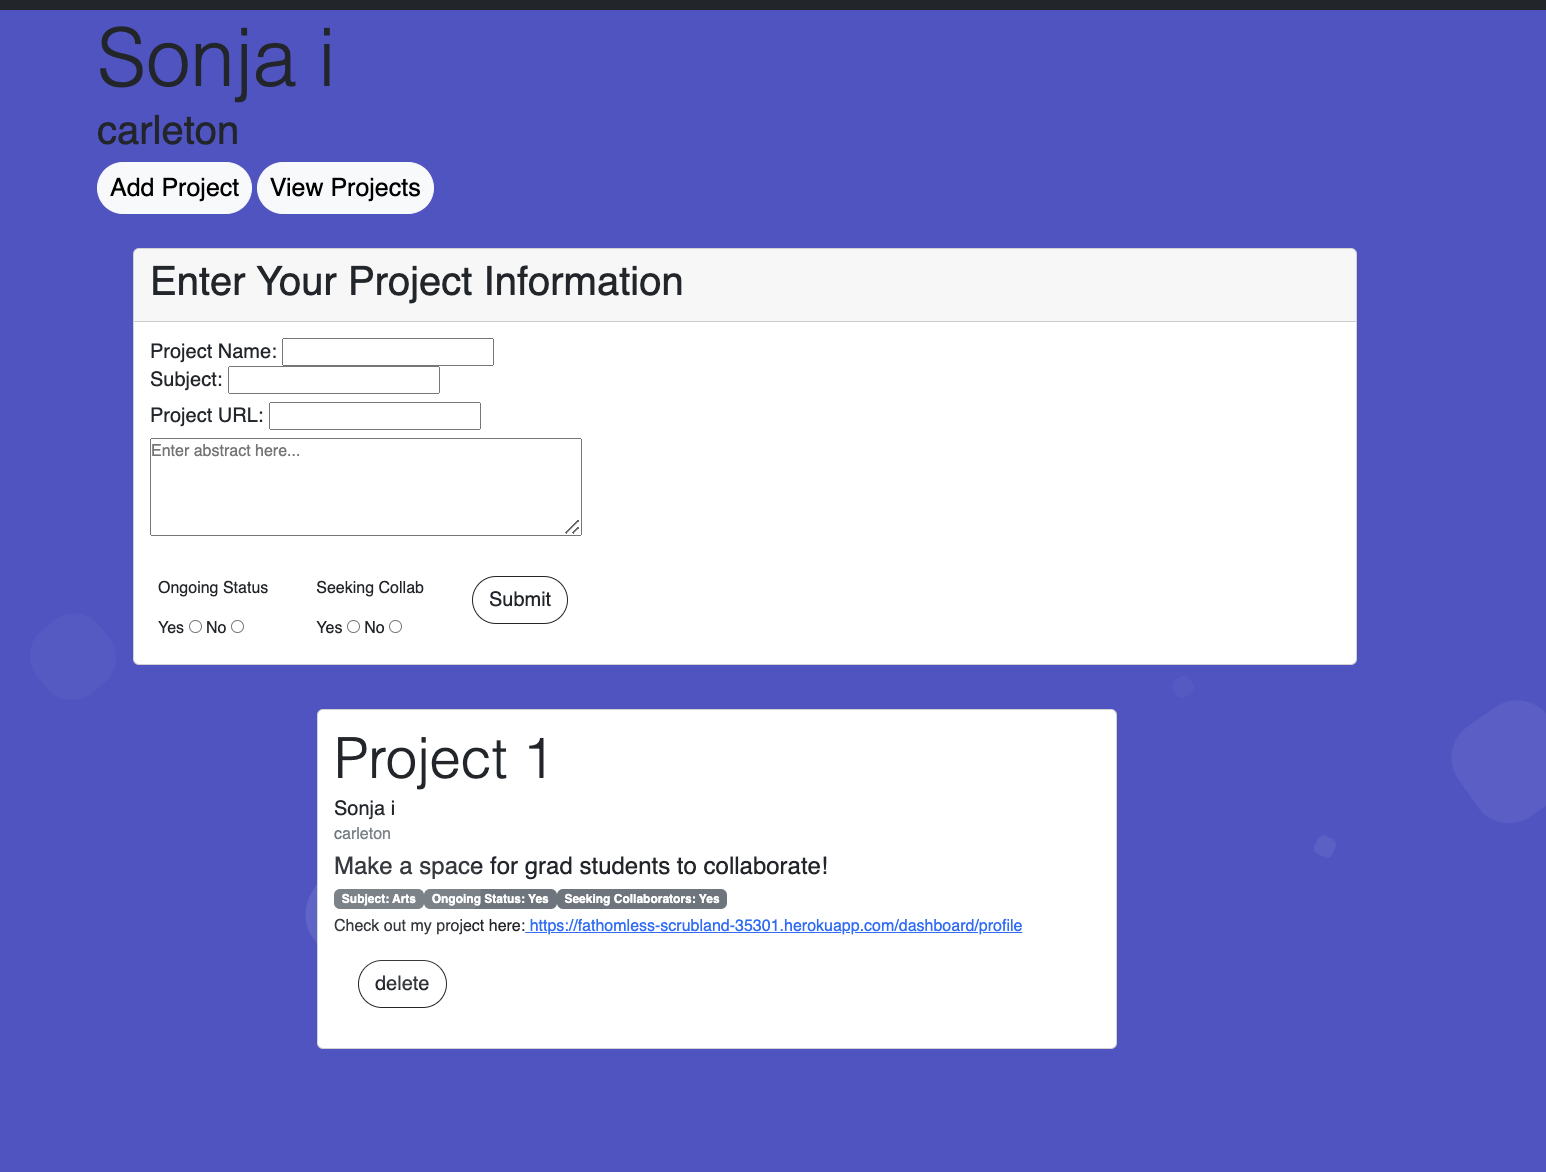 Sonja i
carleton
Add Project View Projects
Enter Your Project Information
Project Name:
Subject:
Project URL:
Enter abstract here...
Ongoing Status Seeking Collab Submit
Yes No Yes No
Project 1
Sonja i
carleton
Make a space for grad students to collaborate!
Subject: Arts Ongoing Status: Yes Seeking Collaborators: Yes
Check out my project here: https://fathomless-scrubland-35301.herokuapp.com/dashboard/profile
delete